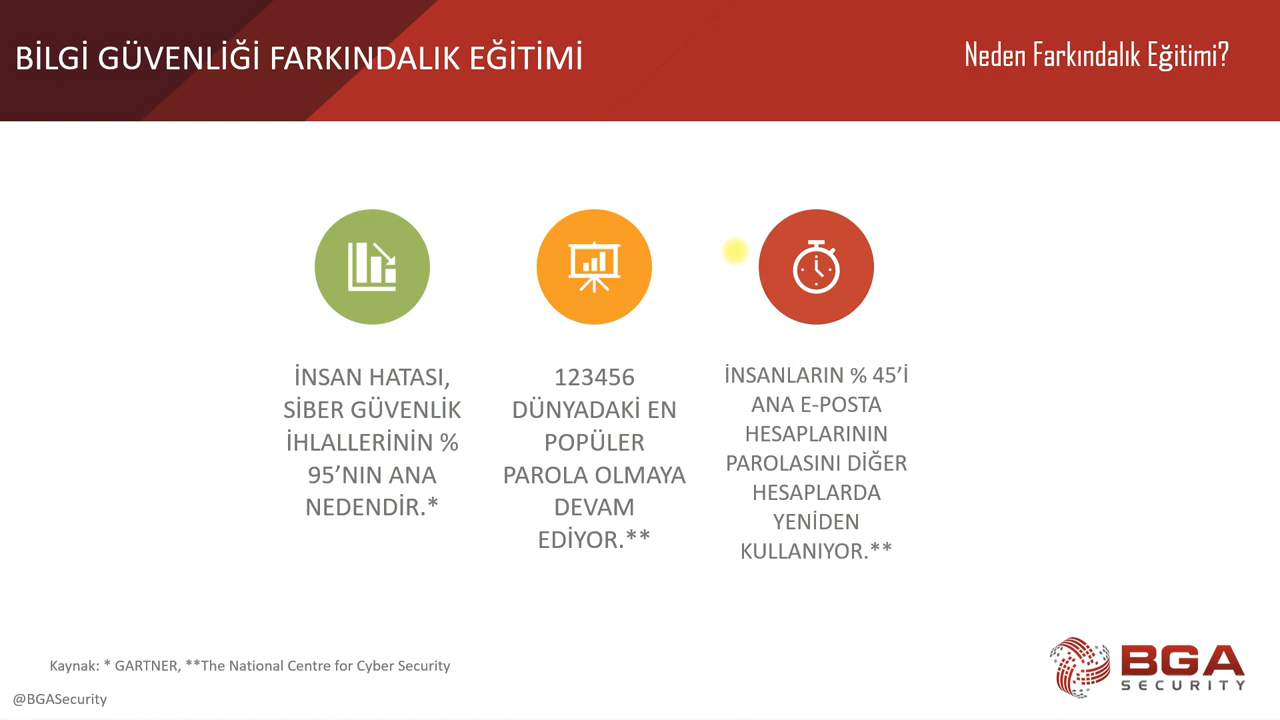 BİLGİ GÜVENLİĞİ FARKINDALIK EĞİTİMİ
Neden Farkındalık Eğitimi?
İNSAN HATASI,
SİBER GÜVENLİK
İHLALLERİNİN %
95’NIN ANA
NEDENDİR.*
123456
DÜNYADAKİ EN
POPÜLER
PAROLA OLMAYA
DEVAM
EDİYOR.**
İNSANLARIN % 45’İ
ANA E-POSTA
HESAPLARININ
PAROLASINI DİĞER
HESAPLARDA
YENİDEN
KULLANIYOR.**
Kaynak: * GARTNER, **The National Centre for Cyber Security
@BGASecurity
BGA
SECURITY